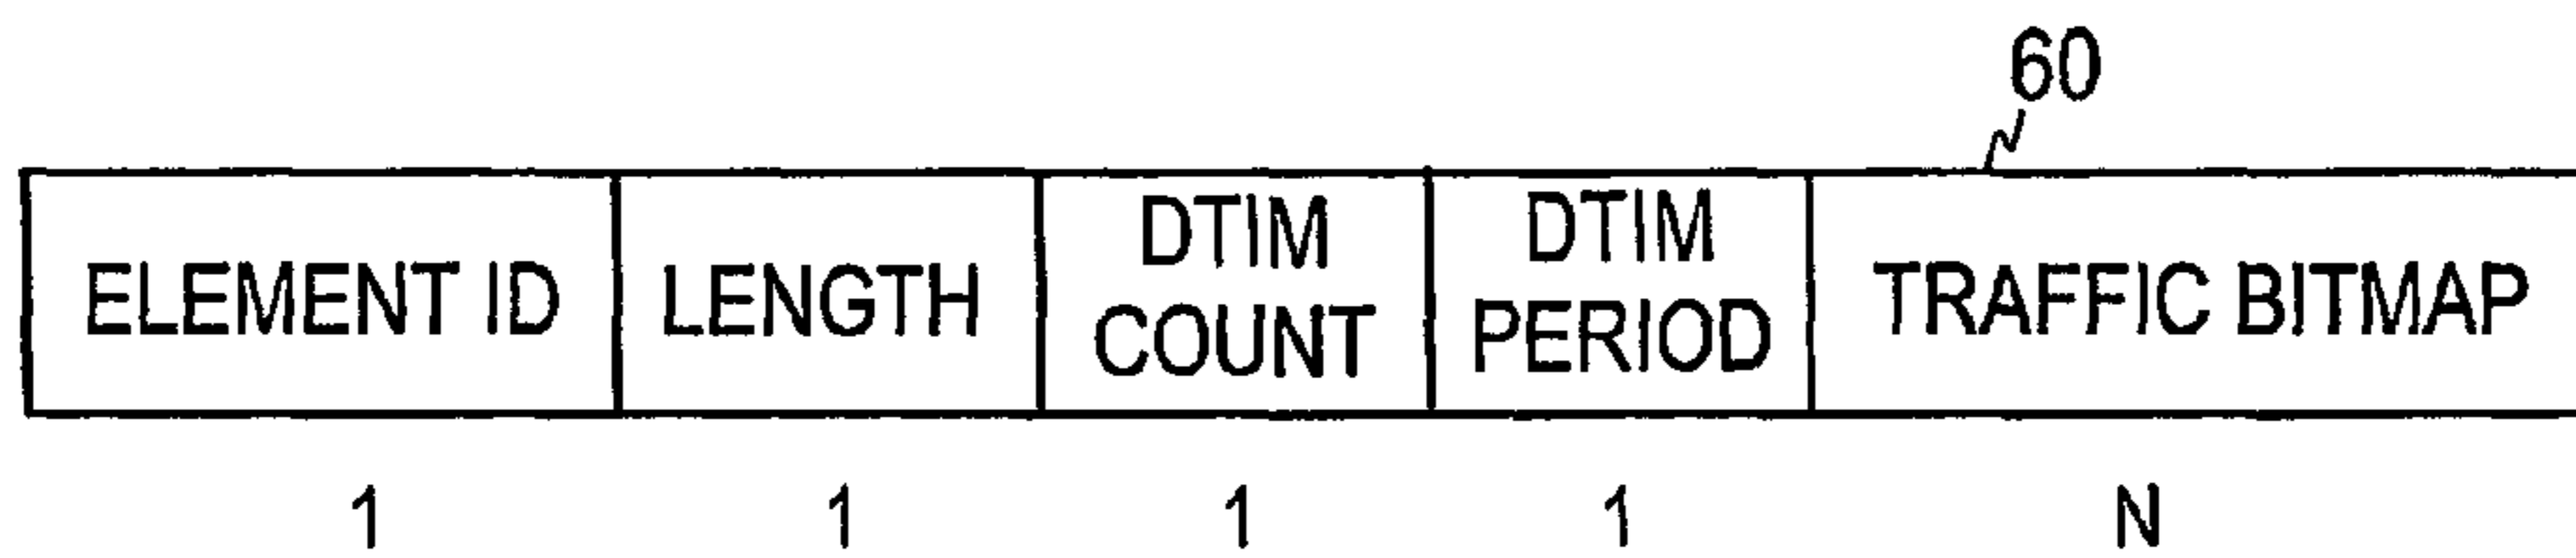 60
ELEMENT ID
LENGTH
DTIM
COUNT
DTIM
PERIOD
TRAFFIC BITMAP
1 1 1 1 N